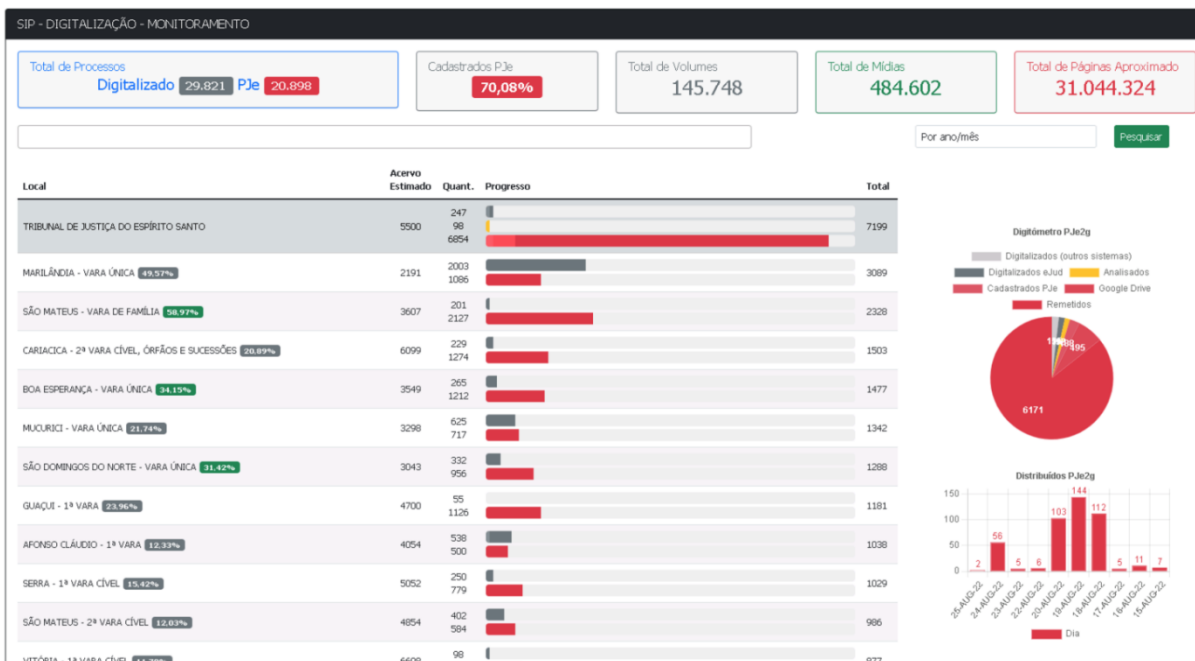 SIP - DIGITALIZAÇÃO - MONITORAMENTO
Total de Processos
Digitalizado 29.821 PJe 20.898
Cadastrados PJe
70,08%
Total de Volumes
145.748
Total de Mídias
484.602
Total de Páginas Aproximado
31.044.324
Por ano/mês
Pesquisar
Local
Acervo
Estimado Quant. Progresso Total
TRIBUNAL DE JUSTIÇA DO ESPÍRITO SANTO 5500 247 7199
98
6854
MARILÂNDIA - VARA ÚNICA 49,57% 2191 2003 3089
1086
SÃO MATEUS - VARA DE FAMÍLIA 58,97% 3607 201 2328
2127
CARIACICA - 2ª VARA CÍVEL, ÓRFÃOS E SUCESSÕES 20,89% 6099 229 1503
1274
BOA ESPERANÇA - VARA ÚNICA 34,15% 3549 265 1477
1212
MUCURICI - VARA ÚNICA 21,74% 3298 625 1342
717
SÃO DOMINGOS DO NORTE - VARA ÚNICA 31,42% 3043 332 1288
956
GUAÇUI - 1ª VARA 23,96% 4700 55 1181
1126
AFONSO CLÁUDIO - 1ª VARA 12,33% 4054 538 1038
500
SERRA - 1ª VARA CÍVEL 15,42% 5052 250 1029
779
SÃO MATEUS - 2ª VARA CÍVEL 12,03% 4854 402 986
584
VITÓRIA - 1ª VARA CÍVEL 6608 98 977
Digitômetro PJe2g
Digitalizados (outros sistemas)
Digitalizados eJud Analisados
Cadastrados PJe Google Drive
Remetidos
495
6171
Distribuídos PJe2g
150
100
50
0
2
56
5
6
103
144
112
5
11
7
25-AUG-22
24-AUG-22
23-AUG-22
22-AUG-22
20-AUG-22
19-AUG-22
18-AUG-22
17-AUG-22
16-AUG-22
15-AUG-22
Dia